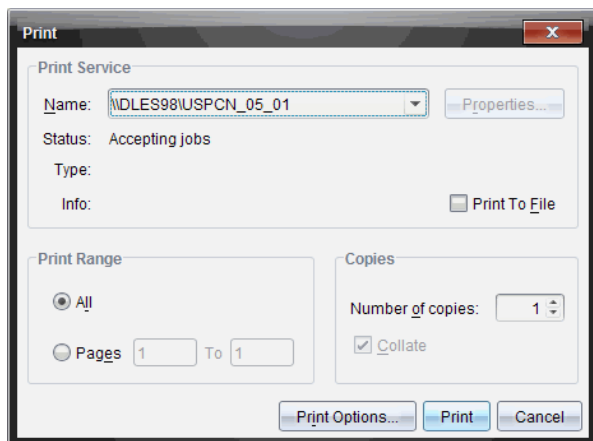 Print
Print Service
Name: \\DLES98\USPCN_05_01 Properties...
Status: Accepting jobs
Type:
Info: Print To File
Print Range
All
Pages 1 To 1
Copies
Number of copies: 1
Collate
Print Options... Print Cancel